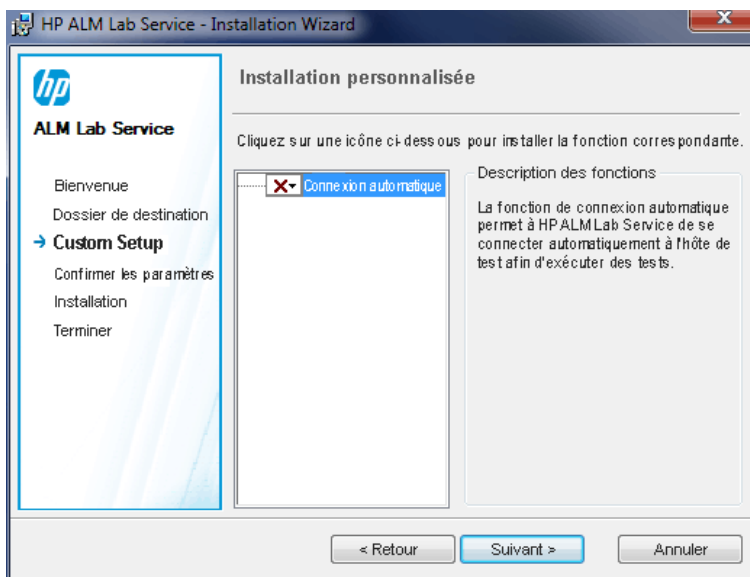 HP ALM Lab Service - Installation Wizard
X
hp
ALM Lab Service
Bienvenue
Dossier de destination
Custom Setup
Confirmer les paramètres
Installation
Terminer
Installation personnalisée
Cliquez sur une icône ci-dessous pour installer la fonction correspondante.
Connexion automatique
Description des fonctions
La fonction de connexion automatique
permet à HP ALM Lab Service de se
connecter automatiquement à l'hôte de
test afin d'exécuter des tests.
< Retour
Suivant >
Annuler